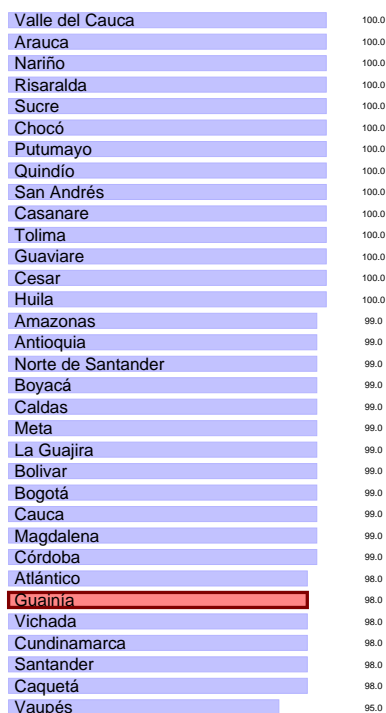 Valle del Cauca 100.0
Arauca 100.0
Nariño 100.0
Risaralda 100.0
Sucre 100.0
Chocó 100.0
Putumayo 100.0
Quindío 100.0
San Andrés 100.0
Casanare 100.0
Tolima 100.0
Guaviare 100.0
Cesar 100.0
Huila 100.0
Amazonas 99.0
Antioquia 99.0
Norte de Santander 99.0
Boyacá 99.0
Caldas 99.0
Meta 99.0
La Guajira 99.0
Bolivar 99.0
Bogotá 99.0
Cauca 99.0
Magdalena 99.0
Córdoba 99.0
Atlántico 98.0
Guainía 98.0
Vichada 98.0
Cundinamarca 98.0
Santander 98.0
Caquetá 98.0
Vaupés 95.0